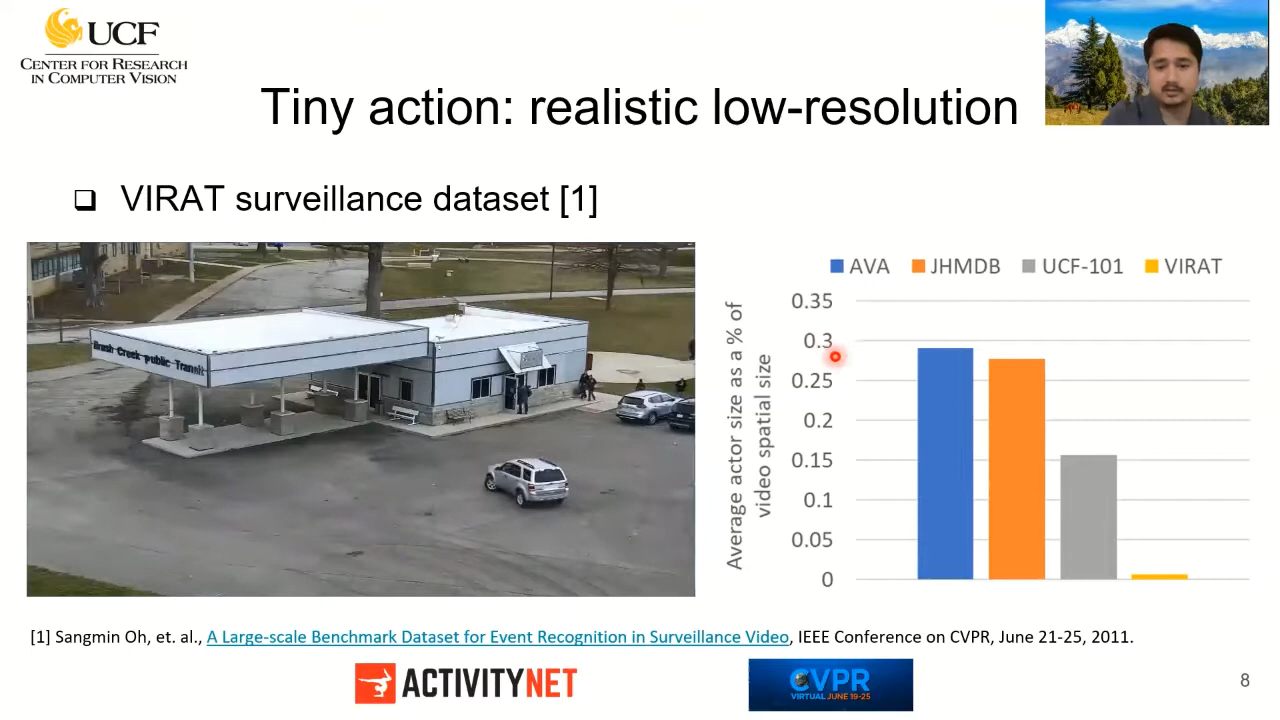 UCF
CENTER FOR RESEARCH
IN COMPUTER VISION
Tiny action: realistic low-resolution
VIRAT surveillance dataset [1]
Brush Creek public Transit
AVA JHMDB UCF-101 VIRAT
Average actor size as a % of
video spatial size
0.35
0.3
0.25
0.2
0.15
0.1
0.05
0
[1] Sangmin Oh, et. al., A Large-scale Benchmark Dataset for Event Recognition in Surveillance Video, IEEE Conference on CVPR, June 21-25, 2011.
ACTIVITYNET
CVPR
VIRTUAL JUNE 19-25
8